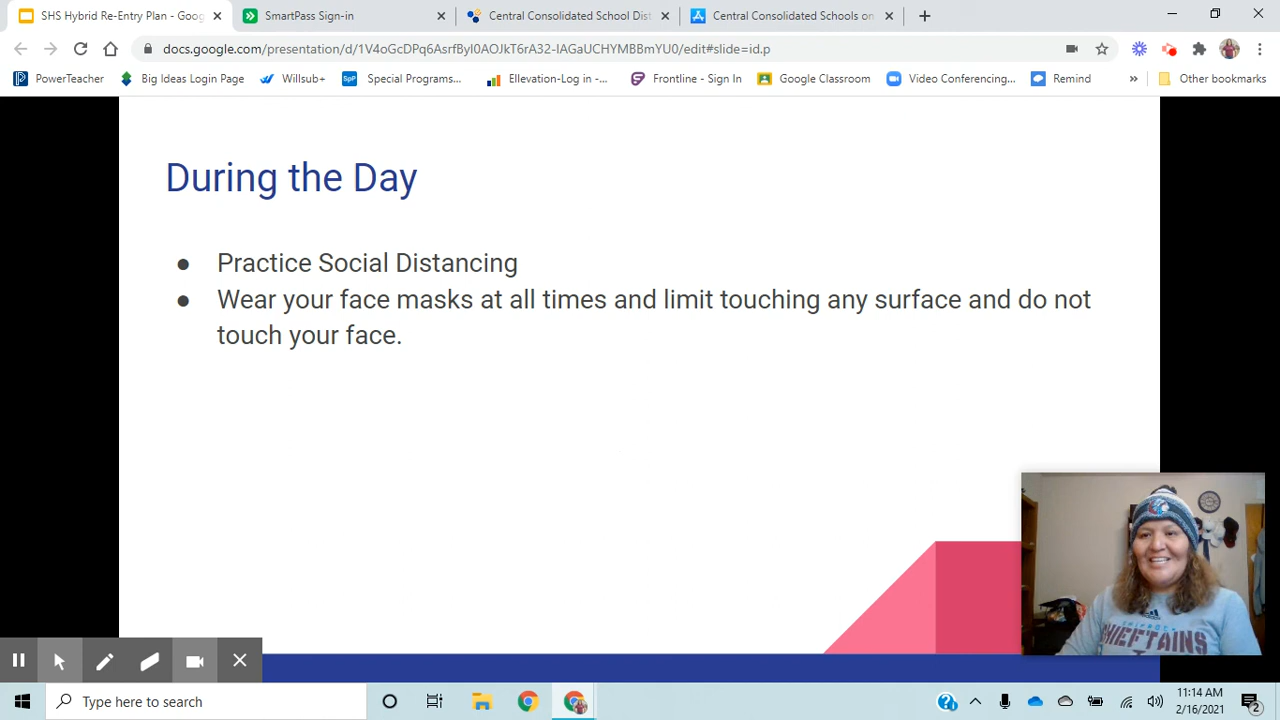 SHS Hybrid Re-Entry Plan - Goog
SmartPass Sign-in
Central Consolidated School Dist
Central Consolidated Schools on
docs.google.com/presentation/d/1V4oGcDPq6AsrfByI0AOJkT6rA32-IAGaUCHYMBBmYU0/edit#slide=id.p
PowerTeacher
Big Ideas Login Page
Willsub+
Special Programs...
Ellevation-Log in -...
Frontline - Sign In
Google Classroom
Video Conferencing...
Remind
»
Other bookmarks
During the Day
● Practice Social Distancing
● Wear your face masks at all times and limit touching any surface and do not
touch your face.
CHIEFTAINS
Type here to search
11:14 AM
2/16/2021
2